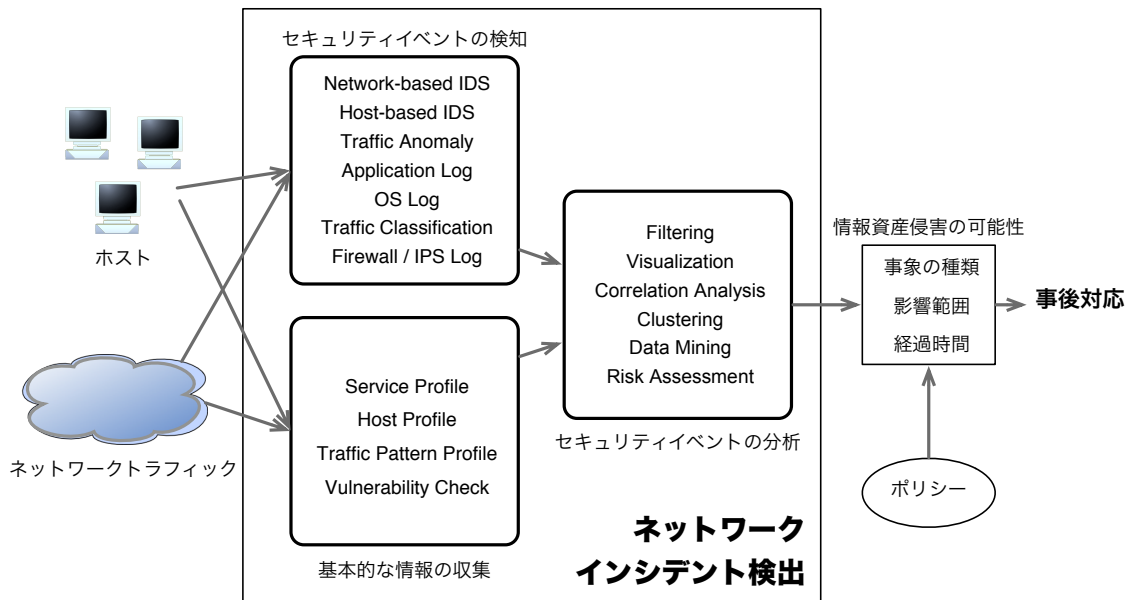 セキュリティイベントの検知
Network-based IDS
Host-based IDS
Traffic Anomaly
Application Log
OS Log
Traffic Classification
Firewall / IPS Log
ホスト
ネットワークトラフィック
Service Profile
Host Profile
Traffic Pattern Profile
Vulnerability Check
基本的な情報の収集
Filtering
Visualization
Correlation Analysis
Clustering
Data Mining
Risk Assessment
セキュリティイベントの分析
ネットワーク
インシデント検出
情報資産侵害の可能性
事象の種類
影響範囲
経過時間
事後対応
ポリシー